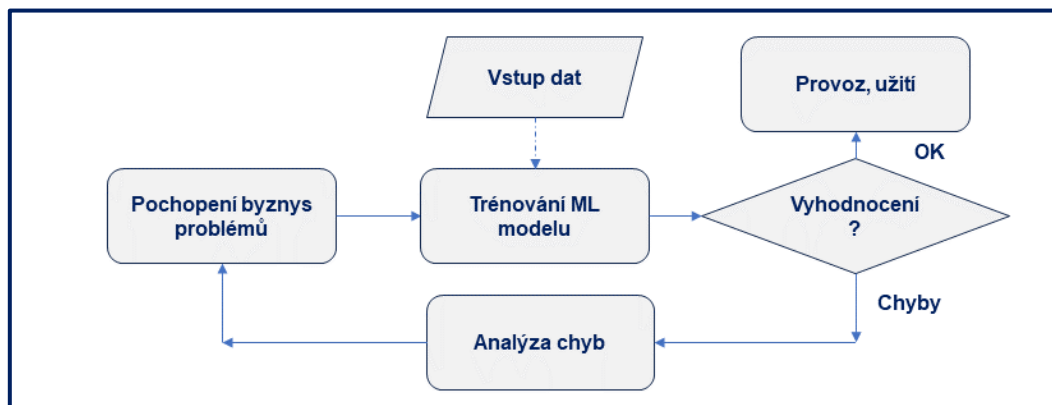 Vstup dat
Provoz, užití
OK
Pochopení byznys
problémů
Trénování ML
modelu
Vyhodnocení
?
Chyby
Analýza chyb